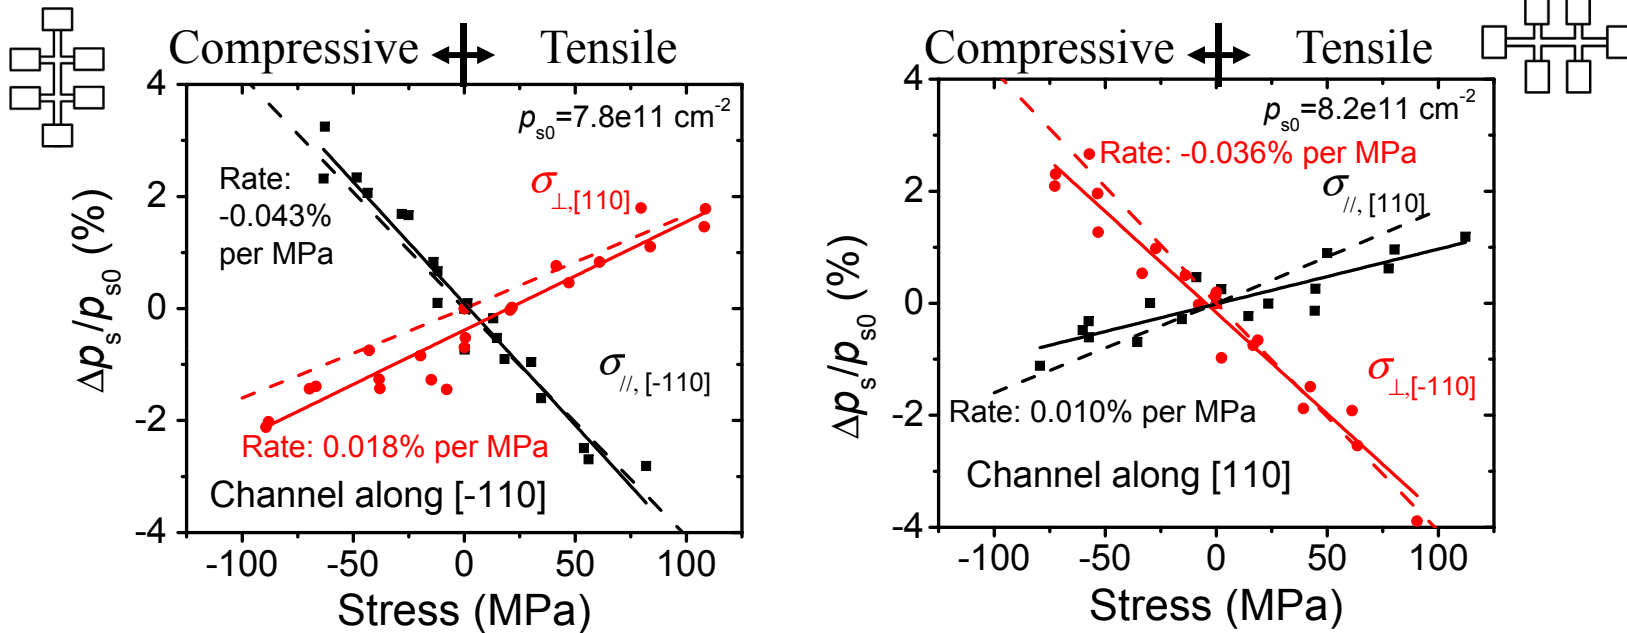 Compressive Tensile
4
2
0
-2
-4
Δp_s/p_s0 (%)
p_s0=7.8e11 cm^-2
Rate:
-0.043%
per MPa
σ_⊥,[110]
σ_//, [-110]
Rate: 0.018% per MPa
Channel along [-110]
-100 -50 0 50 100
Stress (MPa)
Compressive Tensile
4
2
0
-2
-4
Δp_s/p_s0 (%)
p_s0=8.2e11 cm^-2
Rate: -0.036% per MPa
σ_//, [110]
σ_⊥,[-110]
Rate: 0.010% per MPa
Channel along [110]
-100 -50 0 50 100
Stress (MPa)